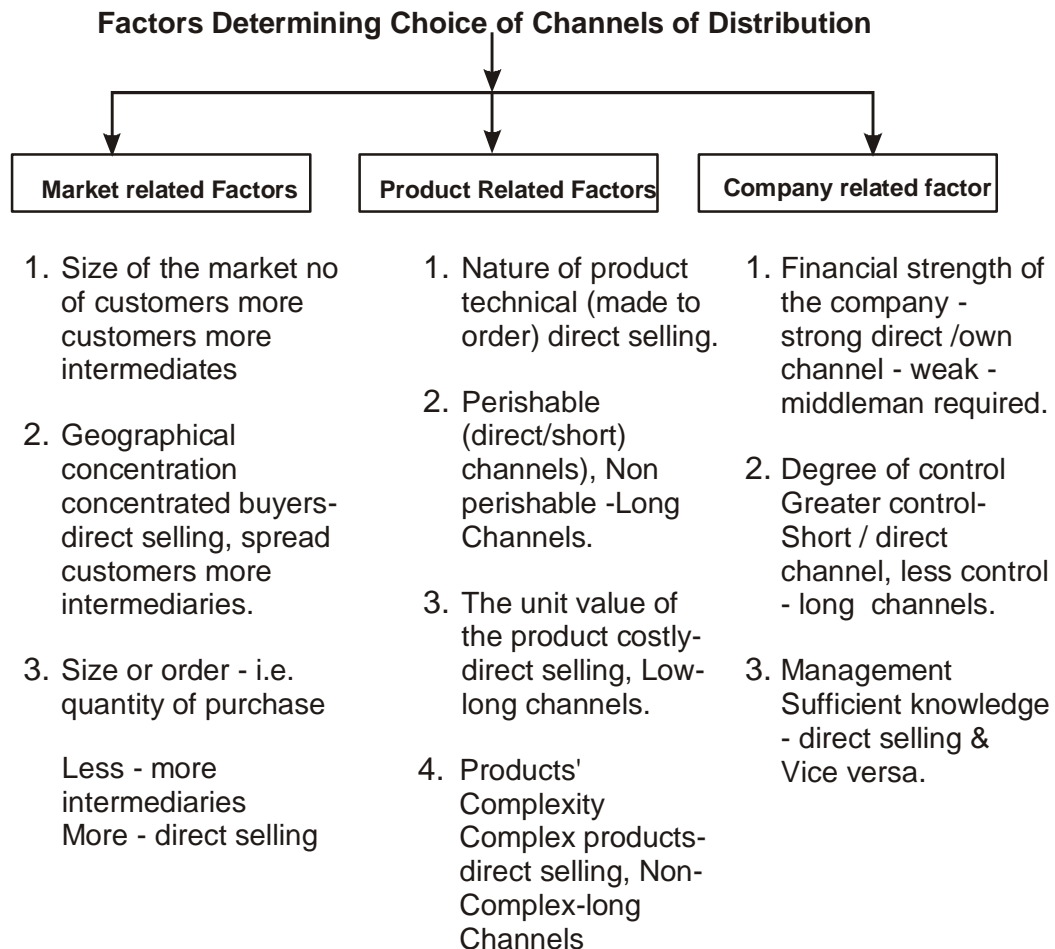 Factors Determining Choice of Channels of Distribution
Market related Factors
Product Related Factors
Company related factor
1. Size of the market no
of customers more
customers more
intermediates
2. Geographical
concentration
concentrated buyers-
direct selling, spread
customers more
intermediaries.
3. Size or order - i.e.
quantity of purchase
Less - more
intermediaries
More - direct selling
1. Nature of product
technical (made to
order) direct selling.
2. Perishable
(direct/short)
channels), Non
perishable -Long
Channels.
3. The unit value of
the product costly-
direct selling, Low-
long channels.
4. Products'
Complexity
Complex products-
direct selling, Non-
Complex-long
Channels
1. Financial strength of
the company -
strong direct /own
channel - weak -
middleman required.
2. Degree of control
Greater control-
Short / direct
channel, less control
- long channels.
3. Management
Sufficient knowledge
- direct selling &
Vice versa.